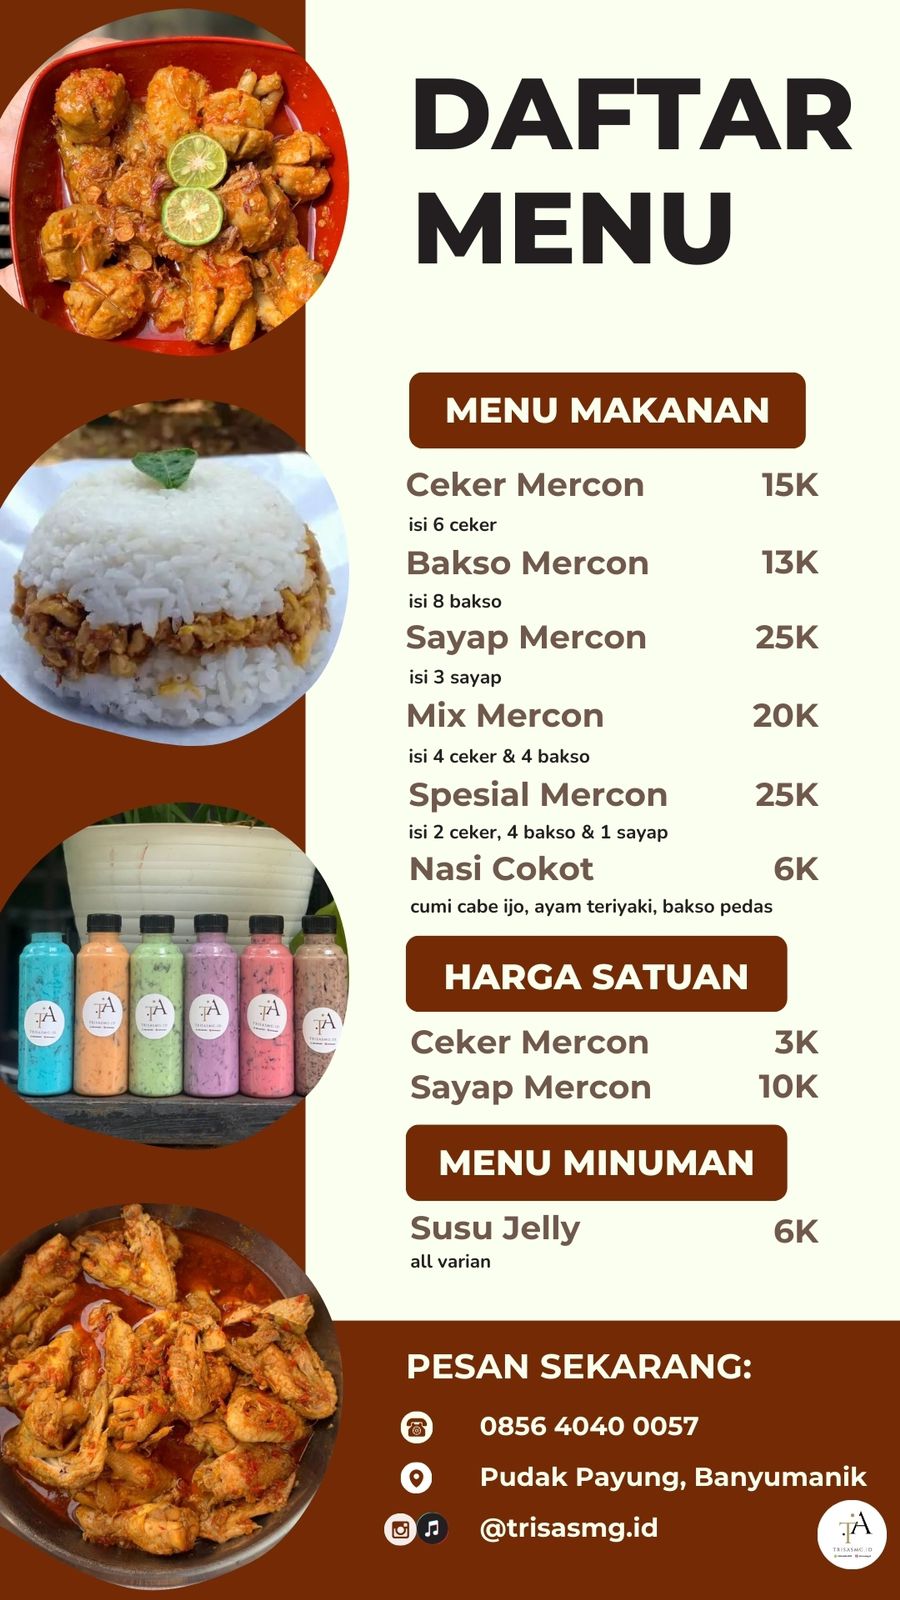 DAFTAR
MENU
MENU MAKANAN
Ceker Mercon 15K
isi 6 ceker
Bakso Mercon 13K
isi 8 bakso
Sayap Mercon 25K
isi 3 sayap
Mix Mercon 20K
isi 4 ceker & 4 bakso
Spesial Mercon 25K
isi 2 ceker, 4 bakso & 1 sayap
Nasi Cokot 6K
cumi cabe ijo, ayam teriyaki, bakso pedas
HARGA SATUAN
Ceker Mercon 3K
Sayap Mercon 10K
MENU MINUMAN
Susu Jelly 6K
all varian
PESAN SEKARANG:
0856 4040 0057
Pudak Payung, Banyumanik
@trisasmg.id
TA
TRISASMG.ID